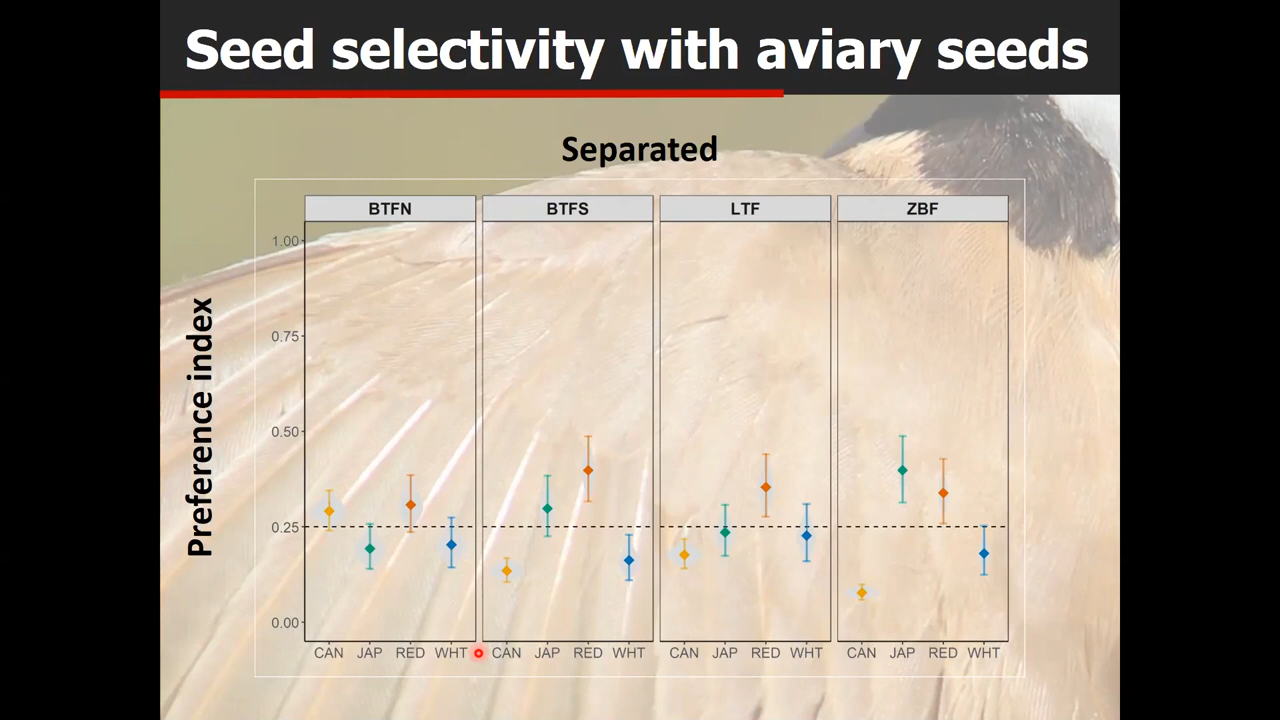 Seed selectivity with aviary seeds
Separated
BTFN BTFS LTF ZBF
Preference index
1.00
0.75
0.50
0.25
0.00
CAN JAP RED WHT CAN JAP RED WHT CAN JAP RED WHT CAN JAP RED WHT